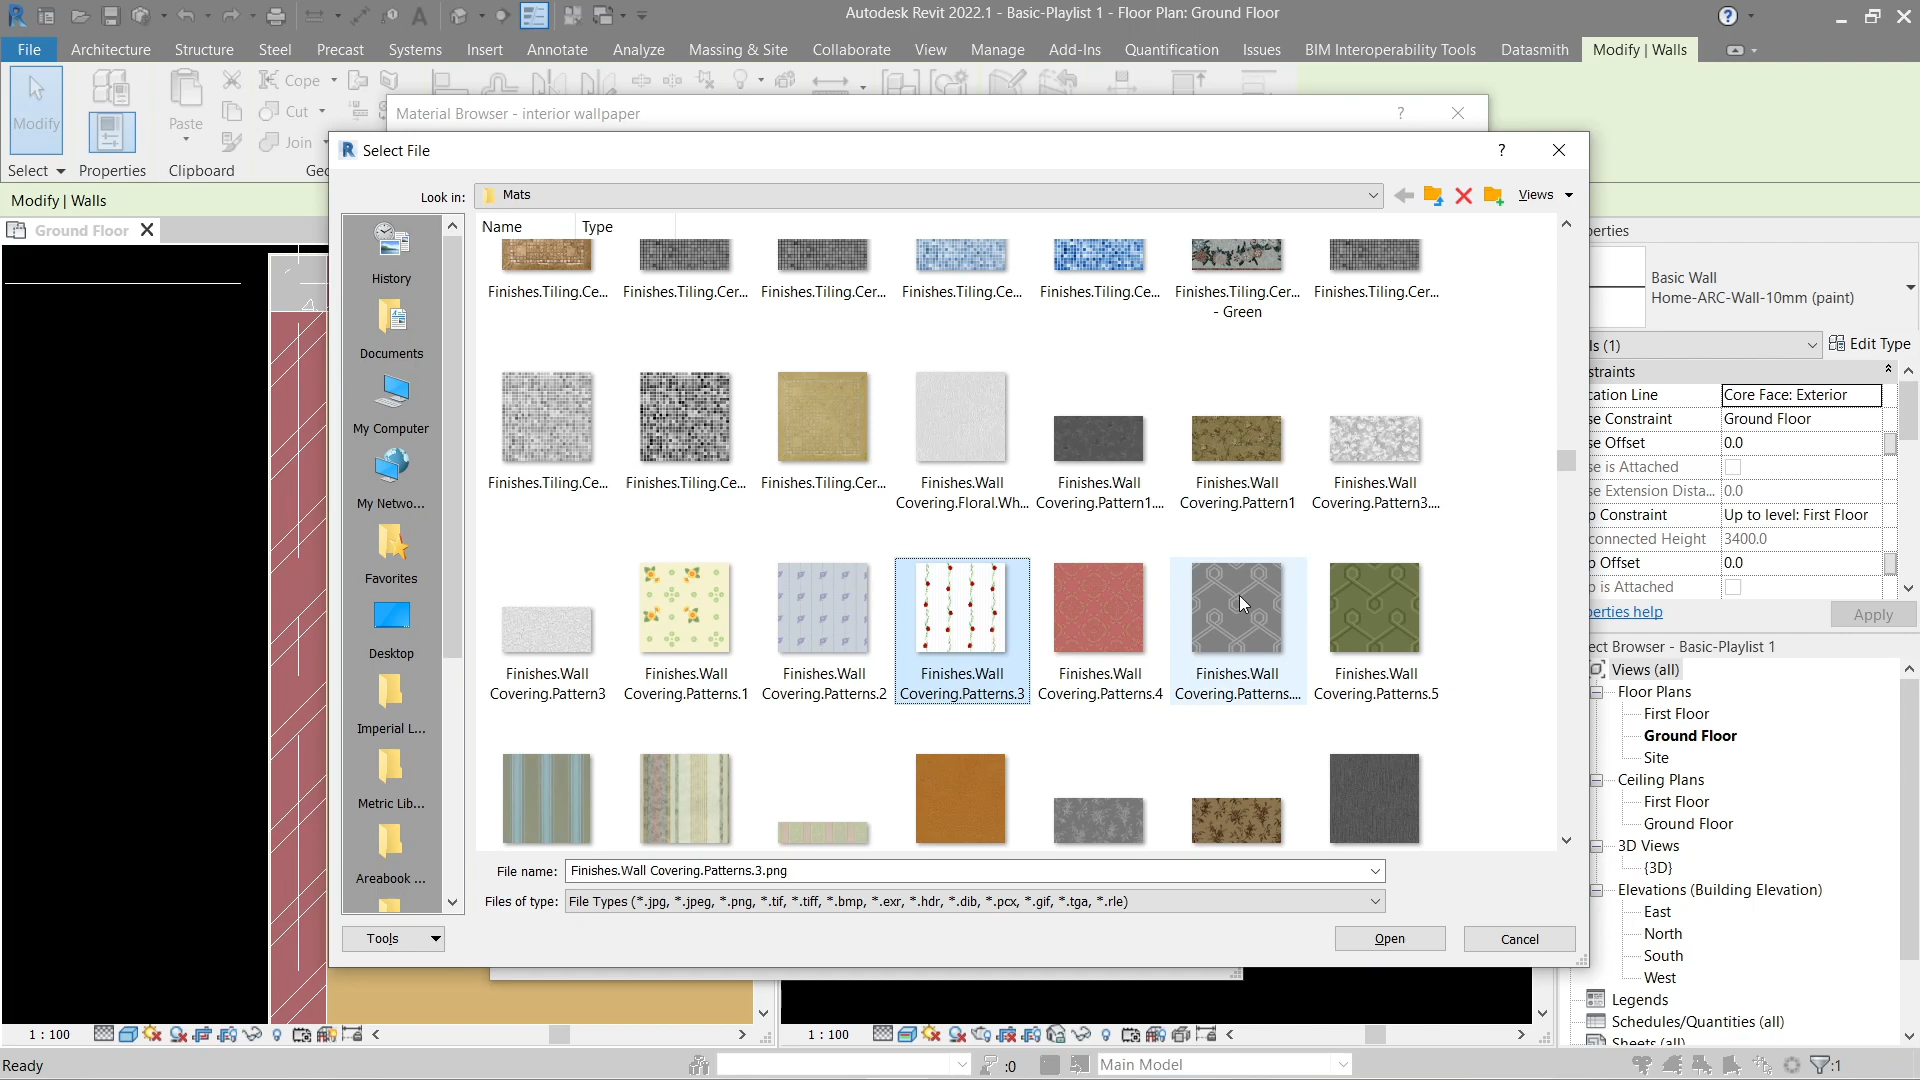 Autodesk Revit 2022.1 - Basic-Playlist 1 - Floor Plan: Ground Floor
File Architecture Structure Steel Precast Systems Insert Annotate Analyze Massing & Site Collaborate View Manage Add-Ins Quantification Issues BIM Interoperability Tools Datasmith Modify | Walls
Modify
Paste
Cope
Cut
Join
Select Properties Clipboard
Material Browser - interior wallpaper
Select File
Modify | Walls
Ground Floor
Look in: Mats Views
Name Type
History
Documents
My Computer
My Netwo...
Favorites
Desktop
Imperial L...
Metric Lib...
Areabook ...
Finishes.Tiling.Ce... Finishes.Tiling.Cer... Finishes.Tiling.Cer... Finishes.Tiling.Ce... Finishes.Tiling.Ce... Finishes.Tiling.Cer... Finishes.Tiling.Cer...
- Green
Finishes.Tiling.Ce... Finishes.Tiling.Ce... Finishes.Tiling.Cer... Finishes.Wall Finishes.Wall Finishes.Wall Finishes.Wall
Covering.Floral.Wh... Covering.Pattern1.... Covering.Pattern1 Covering.Pattern3....
Finishes.Wall Finishes.Wall Finishes.Wall Finishes.Wall Finishes.Wall Finishes.Wall Finishes.Wall
Covering.Pattern3 Covering.Patterns.1 Covering.Patterns.2 Covering.Patterns.3 Covering.Patterns.4 Covering.Patterns.... Covering.Patterns.5
File name: Finishes.Wall Covering.Patterns.3.png
Files of type: File Types (*.jpg, *.jpeg, *.png, *.tif, *.tiff, *.bmp, *.exr, *.hdr, *.dib, *.pcx, *.gif, *.tga, *.rle)
Tools Open Cancel
perties
Basic Wall
Home-ARC-Wall-10mm (paint)
ls (1) Edit Type
straints
cation Line Core Face: Exterior
se Constraint Ground Floor
se Offset 0.0
se is Attached
se Extension Dista... 0.0
p Constraint Up to level: First Floor
connected Height 3400.0
p Offset 0.0
p is Attached
perties help Apply
ect Browser - Basic-Playlist 1
Views (all)
Floor Plans
First Floor
Ground Floor
Site
Ceiling Plans
First Floor
Ground Floor
3D Views
{3D}
Elevations (Building Elevation)
East
North
South
West
Legends
Schedules/Quantities (all)
Sheets (all)
1 : 100
1 : 100
Ready
:0
Main Model
:1